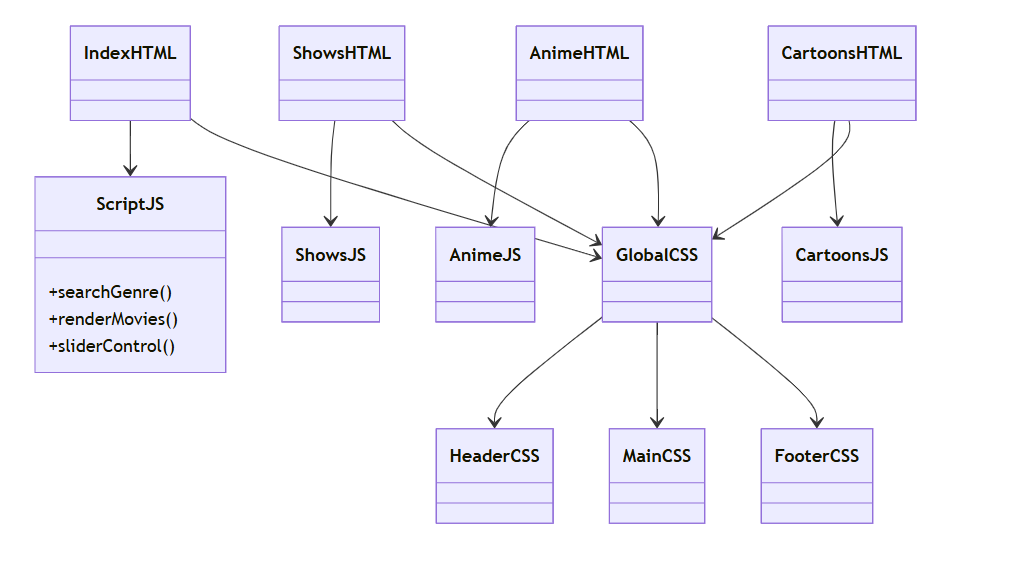 IndexHTML
ShowsHTML
AnimeHTML
CartoonsHTML
ScriptJS
+searchGenre()
+renderMovies()
+sliderControl()
ShowsJS
AnimeJS
GlobalCSS
CartoonsJS
HeaderCSS
MainCSS
FooterCSS